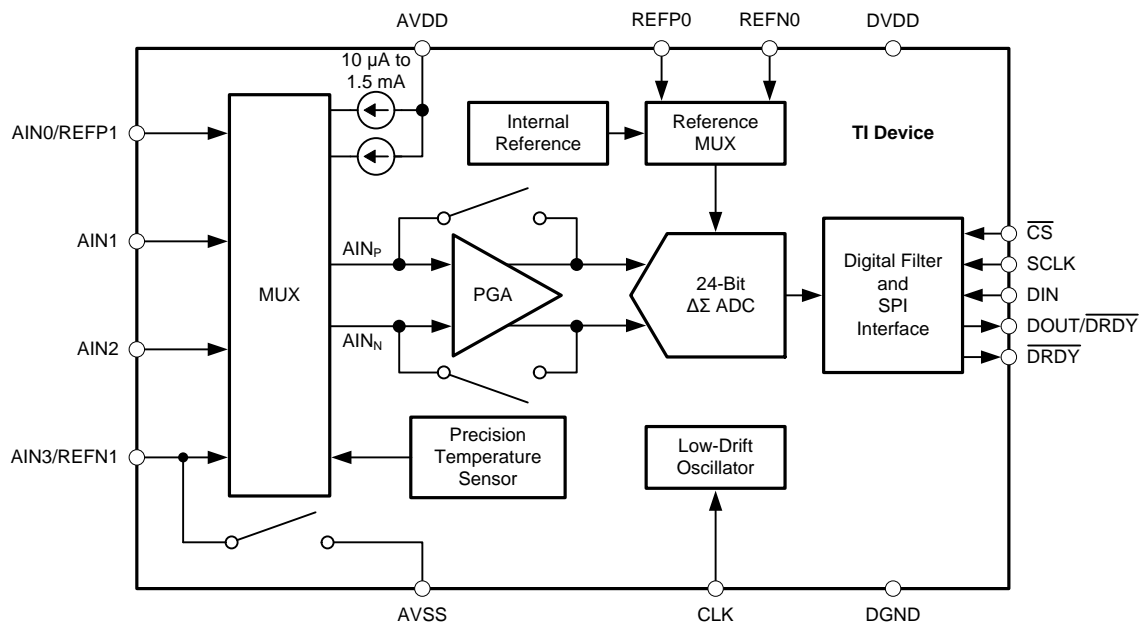 AVDD
REFP0
REFN0
DVDD
10 µA to
1.5 mA
AIN0/REFP1
Internal
Reference
Reference
MUX
TI Device
AIN1
AINP
MUX
PGA
24-Bit
ΔΣ ADC
Digital Filter
and
SPI
Interface
CS
SCLK
DIN
DOUT/DRDY
DRDY
AINN
AIN2
AIN3/REFN1
Precision
Temperature
Sensor
Low-Drift
Oscillator
AVSS
CLK
DGND